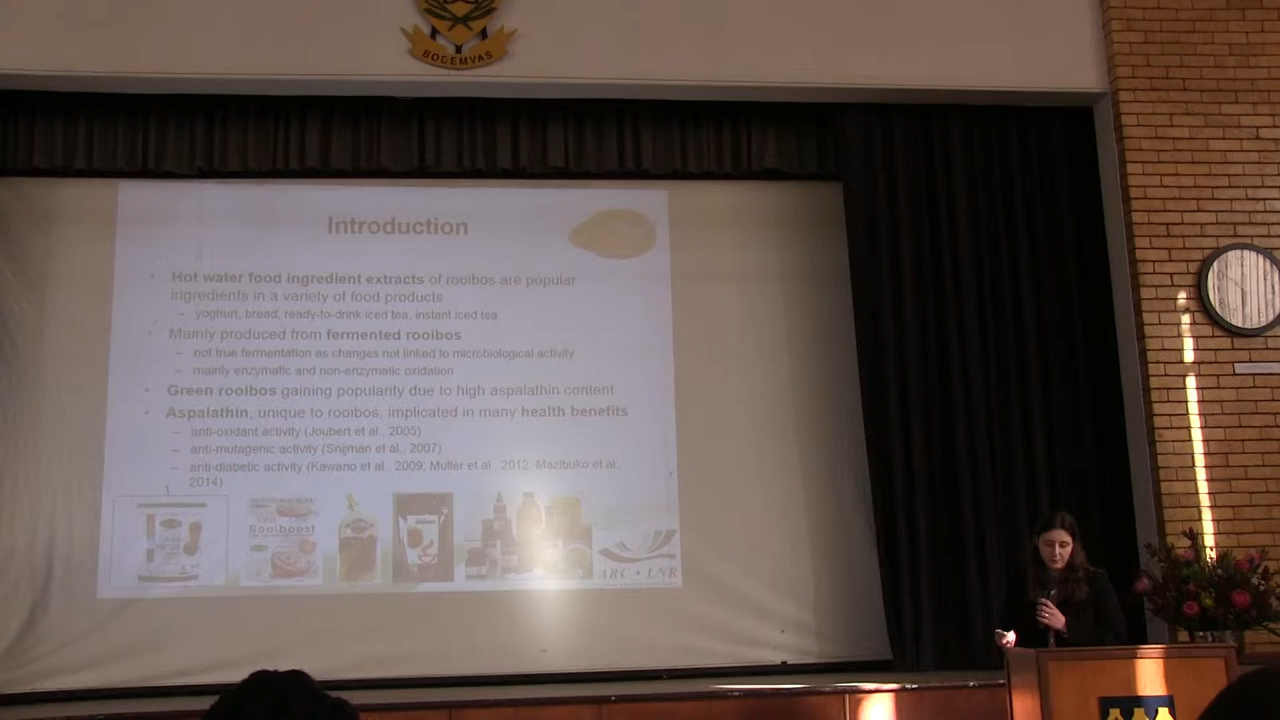 BODEMVAS
Introduction
• Hot water food ingredient extracts of rooibos are popular
ingredients in a variety of food products
– yoghurt, bread, ready-to-drink iced tea, instant iced tea
• Mainly produced from fermented rooibos
– not true fermentation as changes not linked to microbiological activity
– mainly enzymatic and non-enzymatic oxidation
• Green rooibos gaining popularity due to high aspalathin content
• Aspalathin, unique to rooibos, implicated in many health benefits
– anti-oxidant activity (Joubert et al., 2005)
– anti-mutagenic activity (Snijman et al., 2007)
– anti-diabetic activity (Kawano et al., 2009; Muller et al., 2012; Mazibuko et al.,
2014)
Rooiboost
ARC • LNR